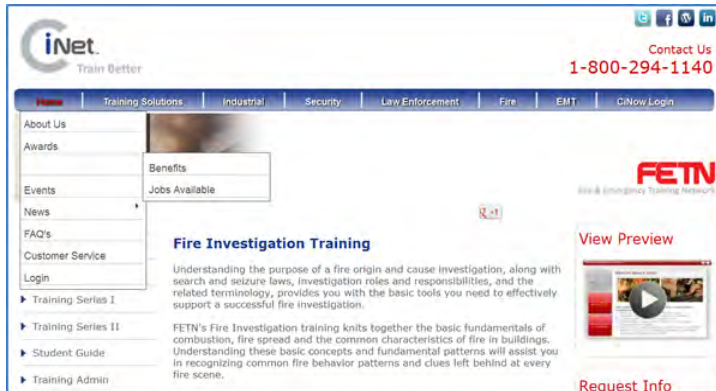 iNet.
Train Better
Contact Us
1-800-294-1140
Home
Training Solutions
Industrial
Security
Law Enforcement
Fire
EMT
CiNow Login
About Us
Awards
Benefits
Jobs Available
Events
News
FAQ's
Customer Service
Login
Training Series I
Training Series II
Student Guide
Training Admin
Fire Investigation Training
Understanding the purpose of a fire origin and cause investigation, along with
search and seizure laws, investigation roles and responsibilities, and the
related terminology, provides you with the basic tools you need to effectively
support a successful fire investigation.
FETN's Fire Investigation training knits together the basic fundamentals of
combustion, fire spread and the common characteristics of fire in buildings.
Understanding these basic concepts and fundamental patterns will assist you
in recognizing common fire behavior patterns and clues left behind at every
fire scene.
FETN
Fire & Emergency Training Network
View Preview
Request Info